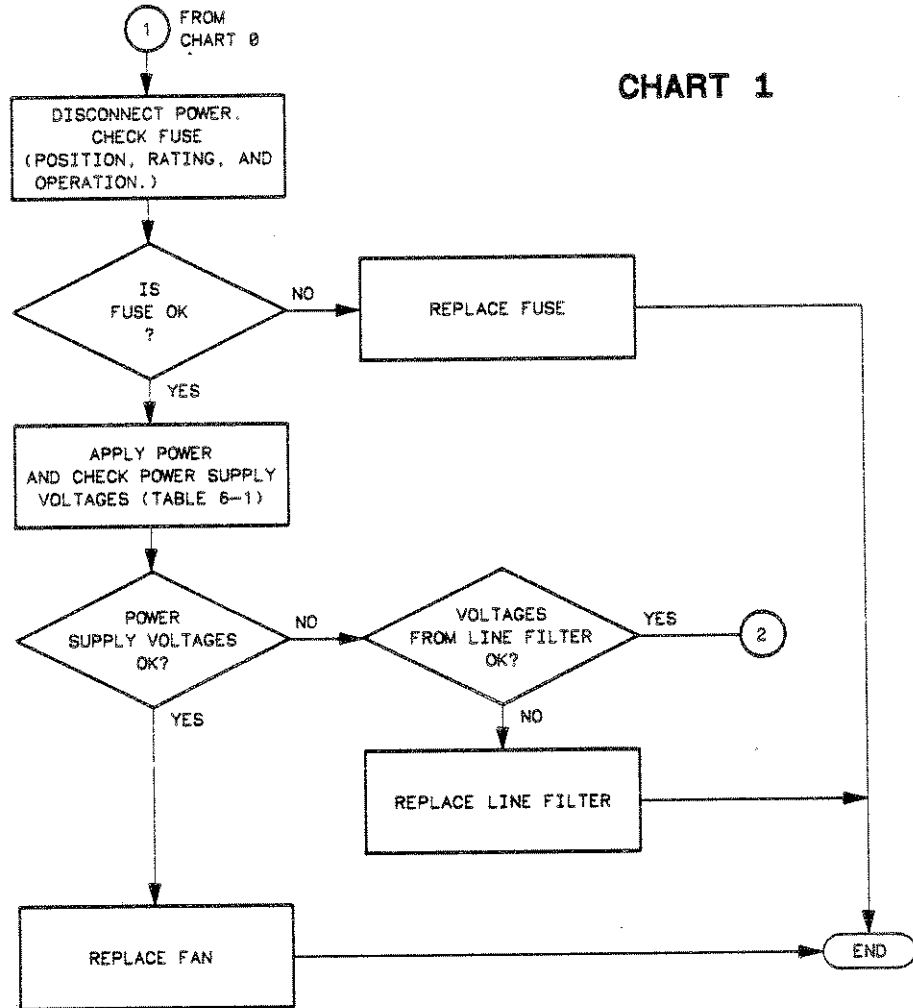 1
FROM
CHART 0
CHART 1
DISCONNECT POWER.
CHECK FUSE
(POSITION, RATING, AND
OPERATION.)
IS
FUSE OK
?
NO
REPLACE FUSE
YES
APPLY POWER
AND CHECK POWER SUPPLY
VOLTAGES (TABLE 6-1)
POWER
SUPPLY VOLTAGES
OK?
NO
VOLTAGES
FROM LINE FILTER
OK?
YES
2
YES
NO
REPLACE LINE FILTER
REPLACE FAN
END